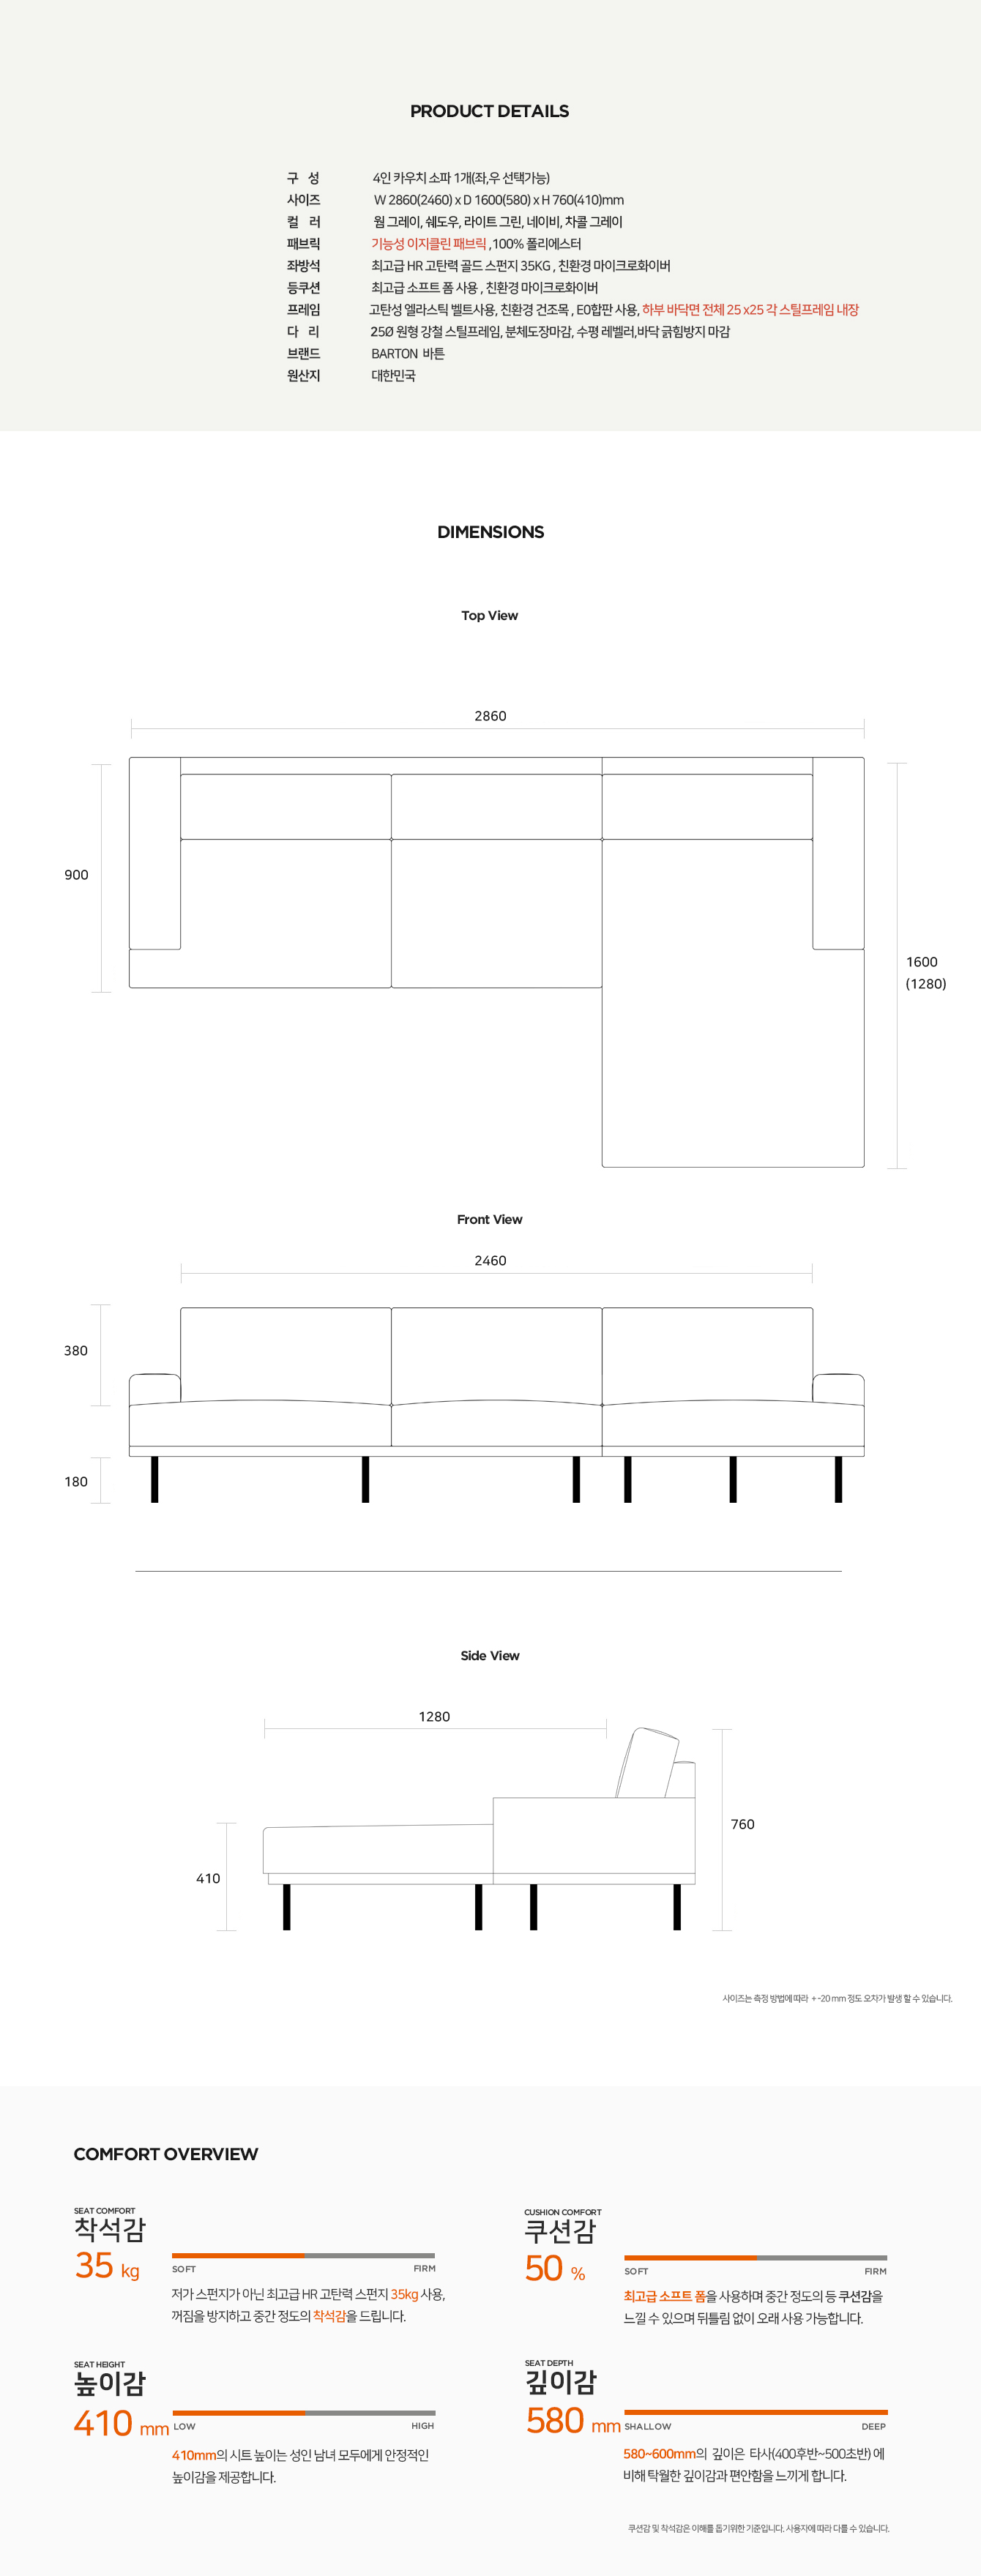 PRODUCT DETAILS
구 성 4인 카우치 소파 1개(좌,우 선택가능)
사이즈 W 2860(2460) x D 1600(580) x H 760(410)mm
컬 러 웜 그레이, 쉐도우, 라이트 그린, 네이비, 차콜 그레이
패브릭 기능성 이지클린 패브릭 ,100% 폴리에스터
좌방석 최고급 HR 고탄력 골드 스펀지 35KG , 친환경 마이크로화이버
등쿠션 최고급 소프트 폼 사용 , 친환경 마이크로화이버
프레임 고탄성 엘라스틱 벨트사용, 친환경 건조목 , E0합판 사용, 하부 바닥면 전체 25 x25 각 스틸프레임 내장
다 리 25Ø 원형 강철 스틸프레임, 분체도장마감, 수평 레벨러,바닥 긁힘방지 마감
브랜드 BARTON 바튼
원산지 대한민국
DIMENSIONS
Top View
2860
900
1600
(1280)
Front View
2460
380
180
Side View
1280
760
410
사이즈는 측정 방법에 따라 + -20 mm 정도 오차가 발생 할 수 있습니다.
COMFORT OVERVIEW
SEAT COMFORT
착석감
35 kg
SOFT FIRM
저가 스펀지가 아닌 최고급 HR 고탄력 스펀지 35kg 사용,
꺼짐을 방지하고 중간 정도의 착석감을 드립니다.
CUSHION COMFORT
쿠션감
50 %
SOFT FIRM
최고급 소프트 폼을 사용하며 중간 정도의 등 쿠션감을
느낄 수 있으며 뒤틀림 없이 오래 사용 가능합니다.
SEAT HEIGHT
높이감
410 mm
LOW HIGH
410mm의 시트 높이는 성인 남녀 모두에게 안정적인
높이감을 제공합니다.
SEAT DEPTH
깊이감
580 mm
SHALLOW DEEP
580~600mm의 깊이은 타사(400후반~500초반) 에
비해 탁월한 깊이감과 편안함을 느끼게 합니다.
쿠션감 및 착석감은 이해를 돕기위한 기준입니다. 사용자에 따라 다를 수 있습니다.